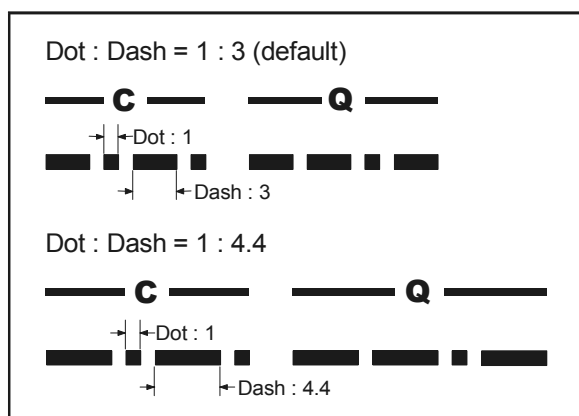 Dot : Dash = 1 : 3 (default)
C Q
Dot : 1
Dash : 3
Dot : Dash = 1 : 4.4
C Q
Dot : 1
Dash : 4.4